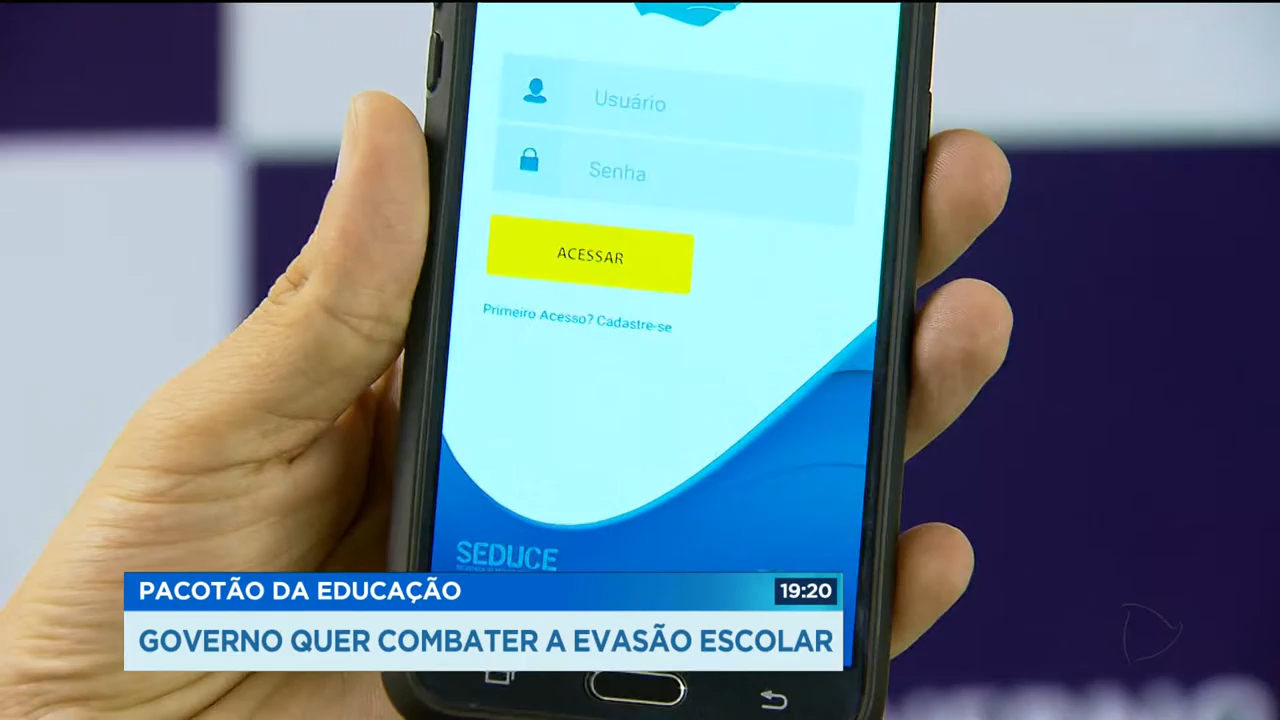 Usuário
Senha
ACESSAR
Primeiro Acesso? Cadastre-se
SEDUCE
PACOTÃO DA EDUCAÇÃO
19:20
GOVERNO QUER COMBATER A EVASÃO ESCOLAR